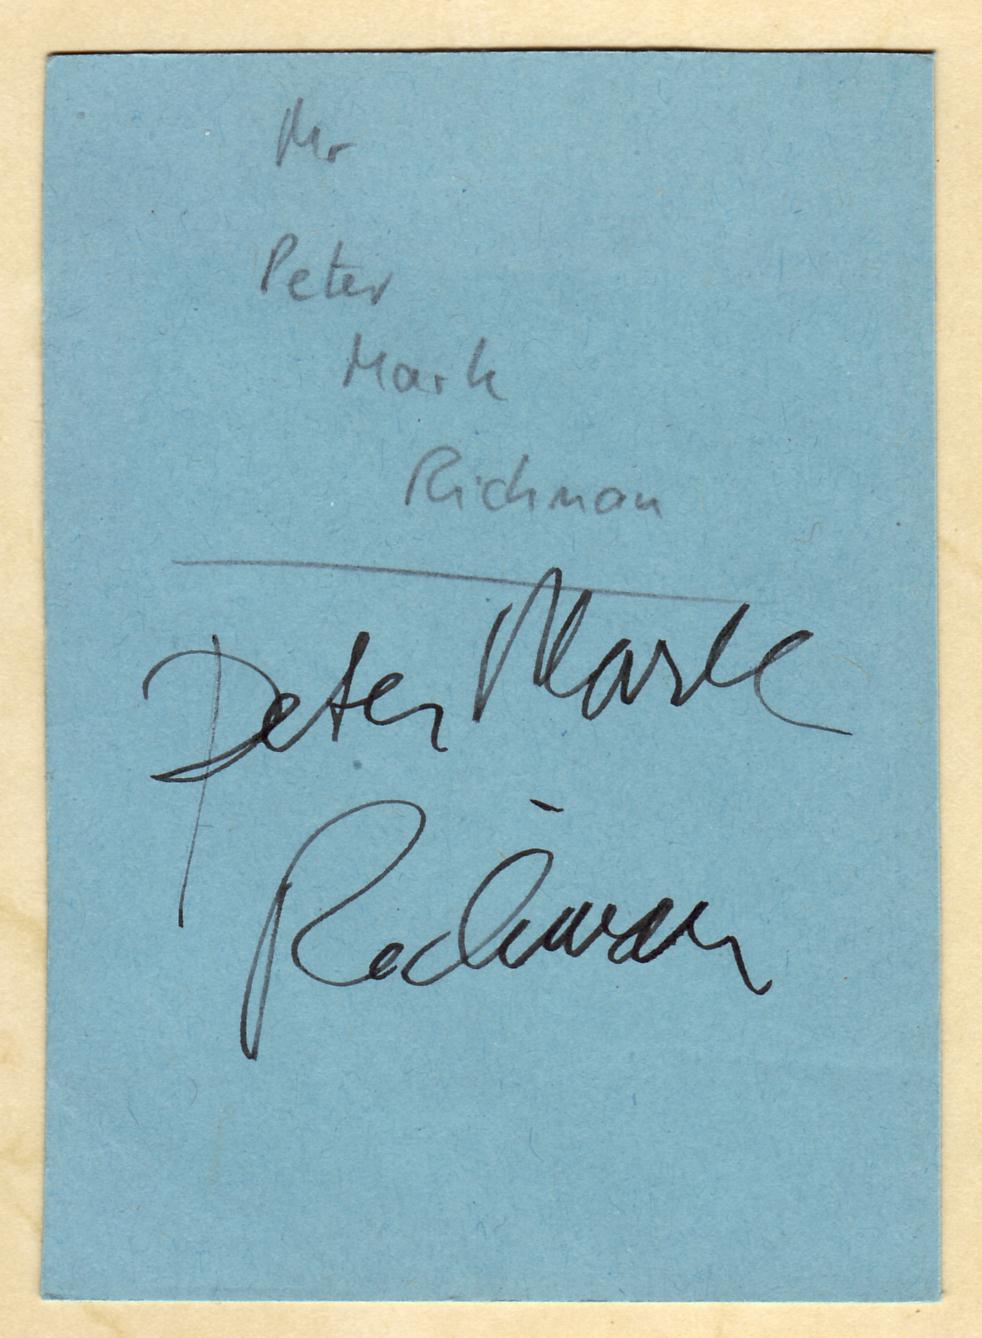 Mr
Peter
Mark
Richman
Peter Mark
Richman